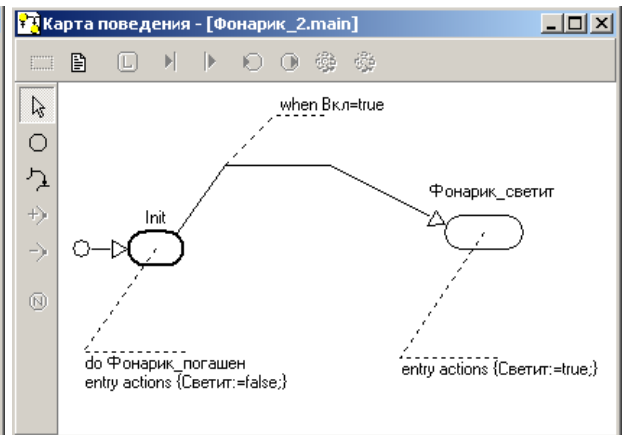 Карта поведения - [Фонарик_2.main]
L
when Вкл=true
Фонарик_светит
Init
N
do Фонарик_погашен
entry actions {Светит:=false;}
entry actions {Светит:=true;}